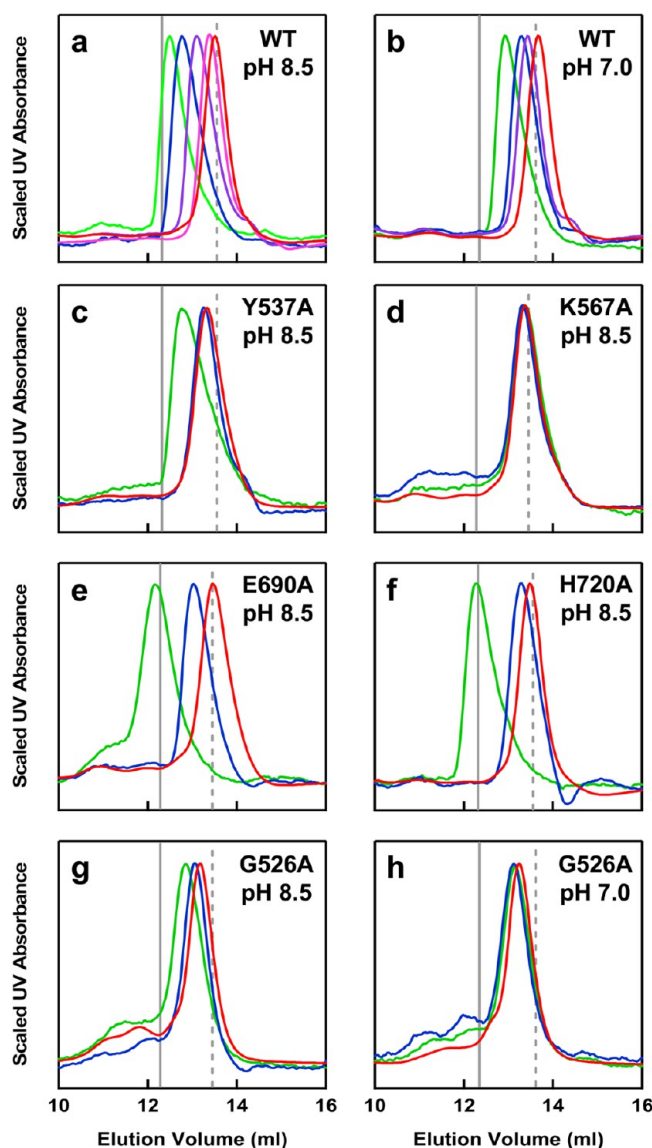 a
WT
pH 8.5
b
WT
pH 7.0
Scaled UV Absorbance
c
Y537A
pH 8.5
d
K567A
pH 8.5
Scaled UV Absorbance
e
E690A
pH 8.5
f
H720A
pH 8.5
Scaled UV Absorbance
g
G526A
pH 8.5
h
G526A
pH 7.0
Scaled UV Absorbance
10 12 14 16 10 12 14 16
Elution Volume (ml) Elution Volume (ml)